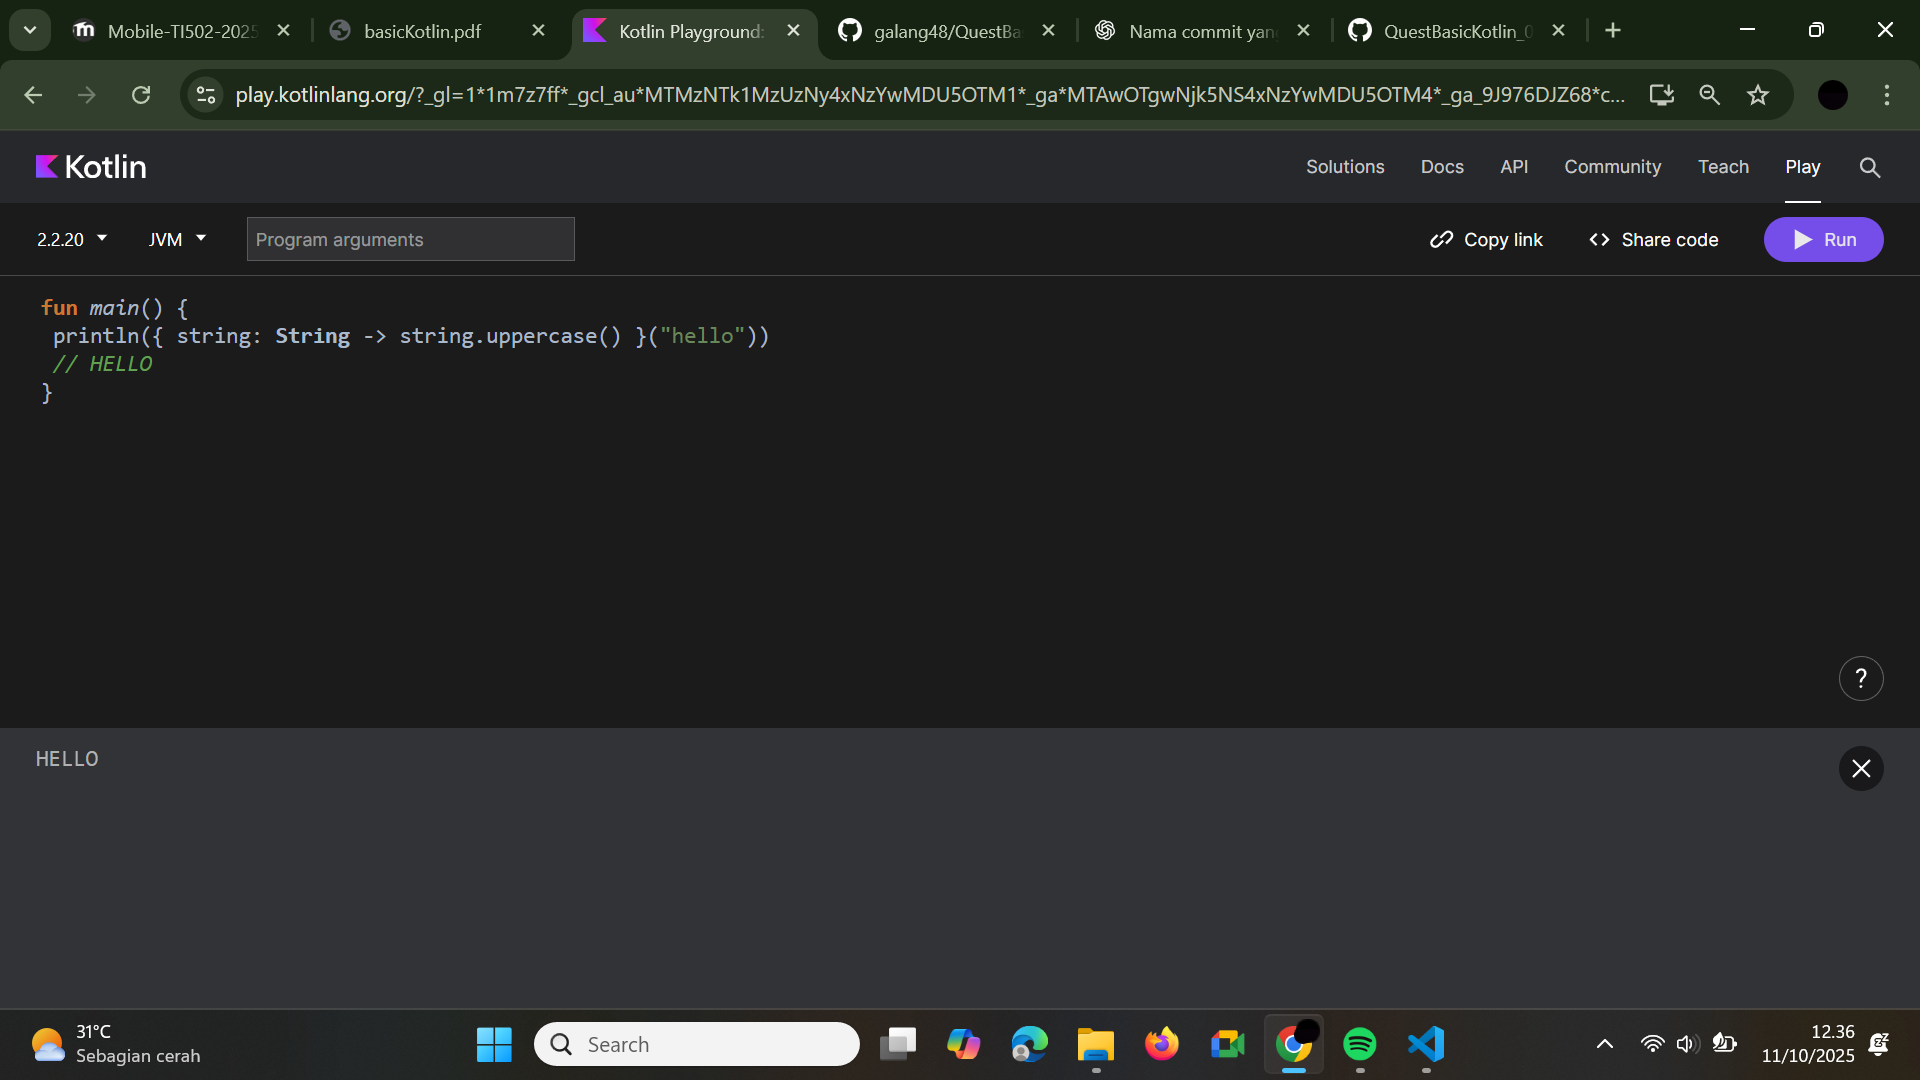 Mobile-TI502-2025
basicKotlin.pdf
Kotlin Playground:
galang48/QuestBa
Nama commit yan
QuestBasicKotlin_0
play.kotlinlang.org/?_gl=1*1m7z7ff*_gcl_au*MTMzNTk1MzUzNy4xNzYwMDU5OTM1*_ga*MTAwOTgwNjk5NS4xNzYwMDU5OTM4*_ga_9J976DJZ68*c...
Kotlin
Solutions
Docs
API
Community
Teach
Play
2.2.20
JVM
Program arguments
Copy link
Share code
Run
fun main() {
println({ string: String -> string.uppercase() }("hello"))
// HELLO
}
?
HELLO
31°C
Sebagian cerah
Search
12.36
11/10/2025